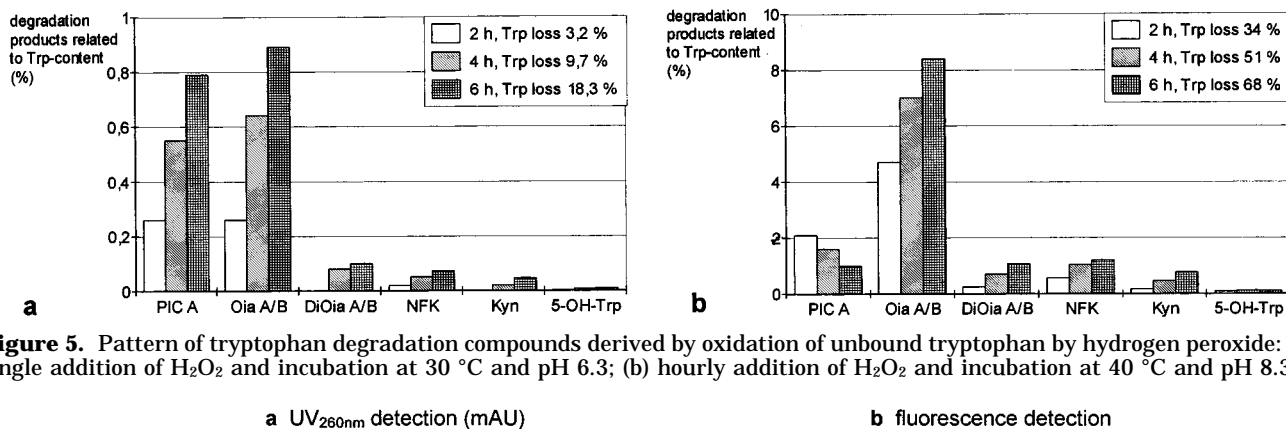 degradation
products related
to Trp-content
(%)
1
0,8
0,6
0,4
0,2
0
2 h, Trp loss 3,2 %
4 h, Trp loss 9,7 %
6 h, Trp loss 18,3 %
PIC A Oia A/B DiOia A/B NFK Kyn 5-OH-Trp
a
degradation
products related
to Trp-content
(%)
10
8
6
4
2
0
2 h, Trp loss 34 %
4 h, Trp loss 51 %
6 h, Trp loss 68 %
PIC A Oia A/B DiOia A/B NFK Kyn 5-OH-Trp
b
igure 5. Pattern of tryptophan degradation compounds derived by oxidation of unbound tryptophan by hydrogen peroxide:
ngle addition of H₂O₂ and incubation at 30 °C and pH 6.3; (b) hourly addition of H₂O₂ and incubation at 40 °C and pH 8.3
a UV₂₆₀ₙₘ detection (mAU)
b fluorescence detection